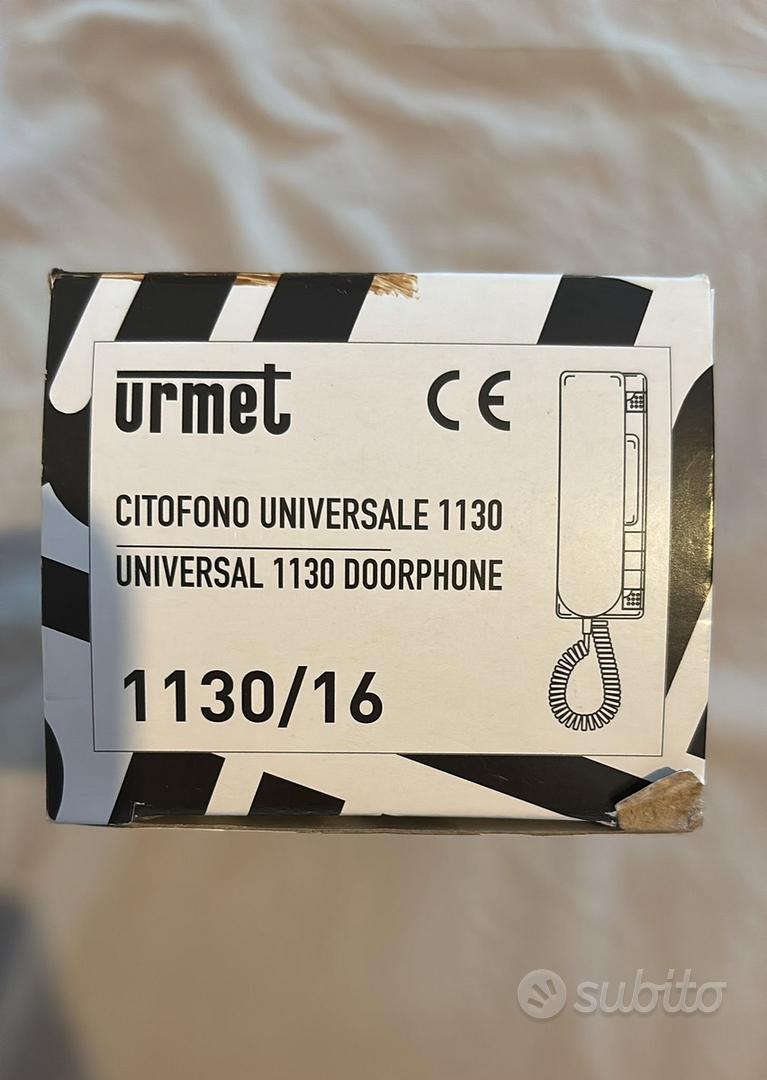 urmet CE
CITOFONO UNIVERSALE 1130
UNIVERSAL 1130 DOORPHONE
1130/16
subito